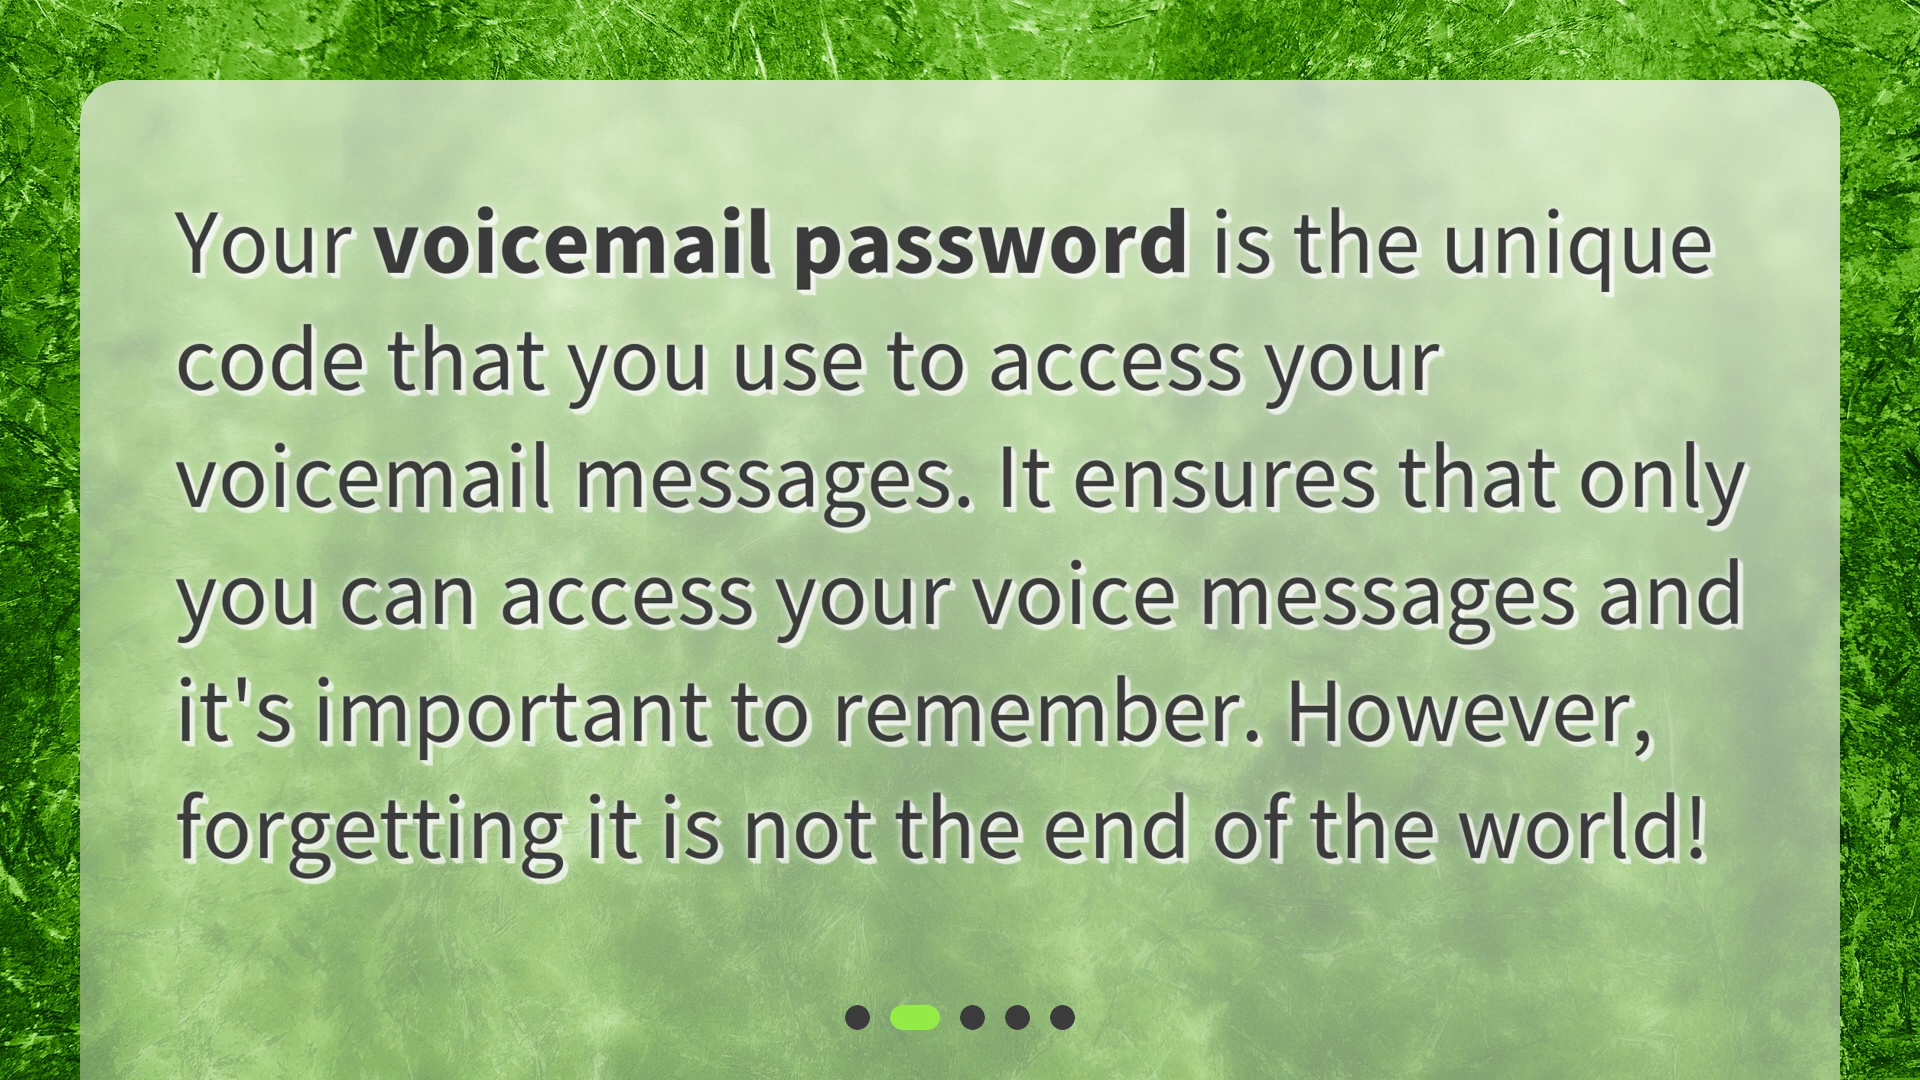 Your voicemail password is the unique
code that you use to access your
voicemail messages. It ensures that only
you can access your voice messages and
it's important to remember. However,
forgetting it is not the end of the world!